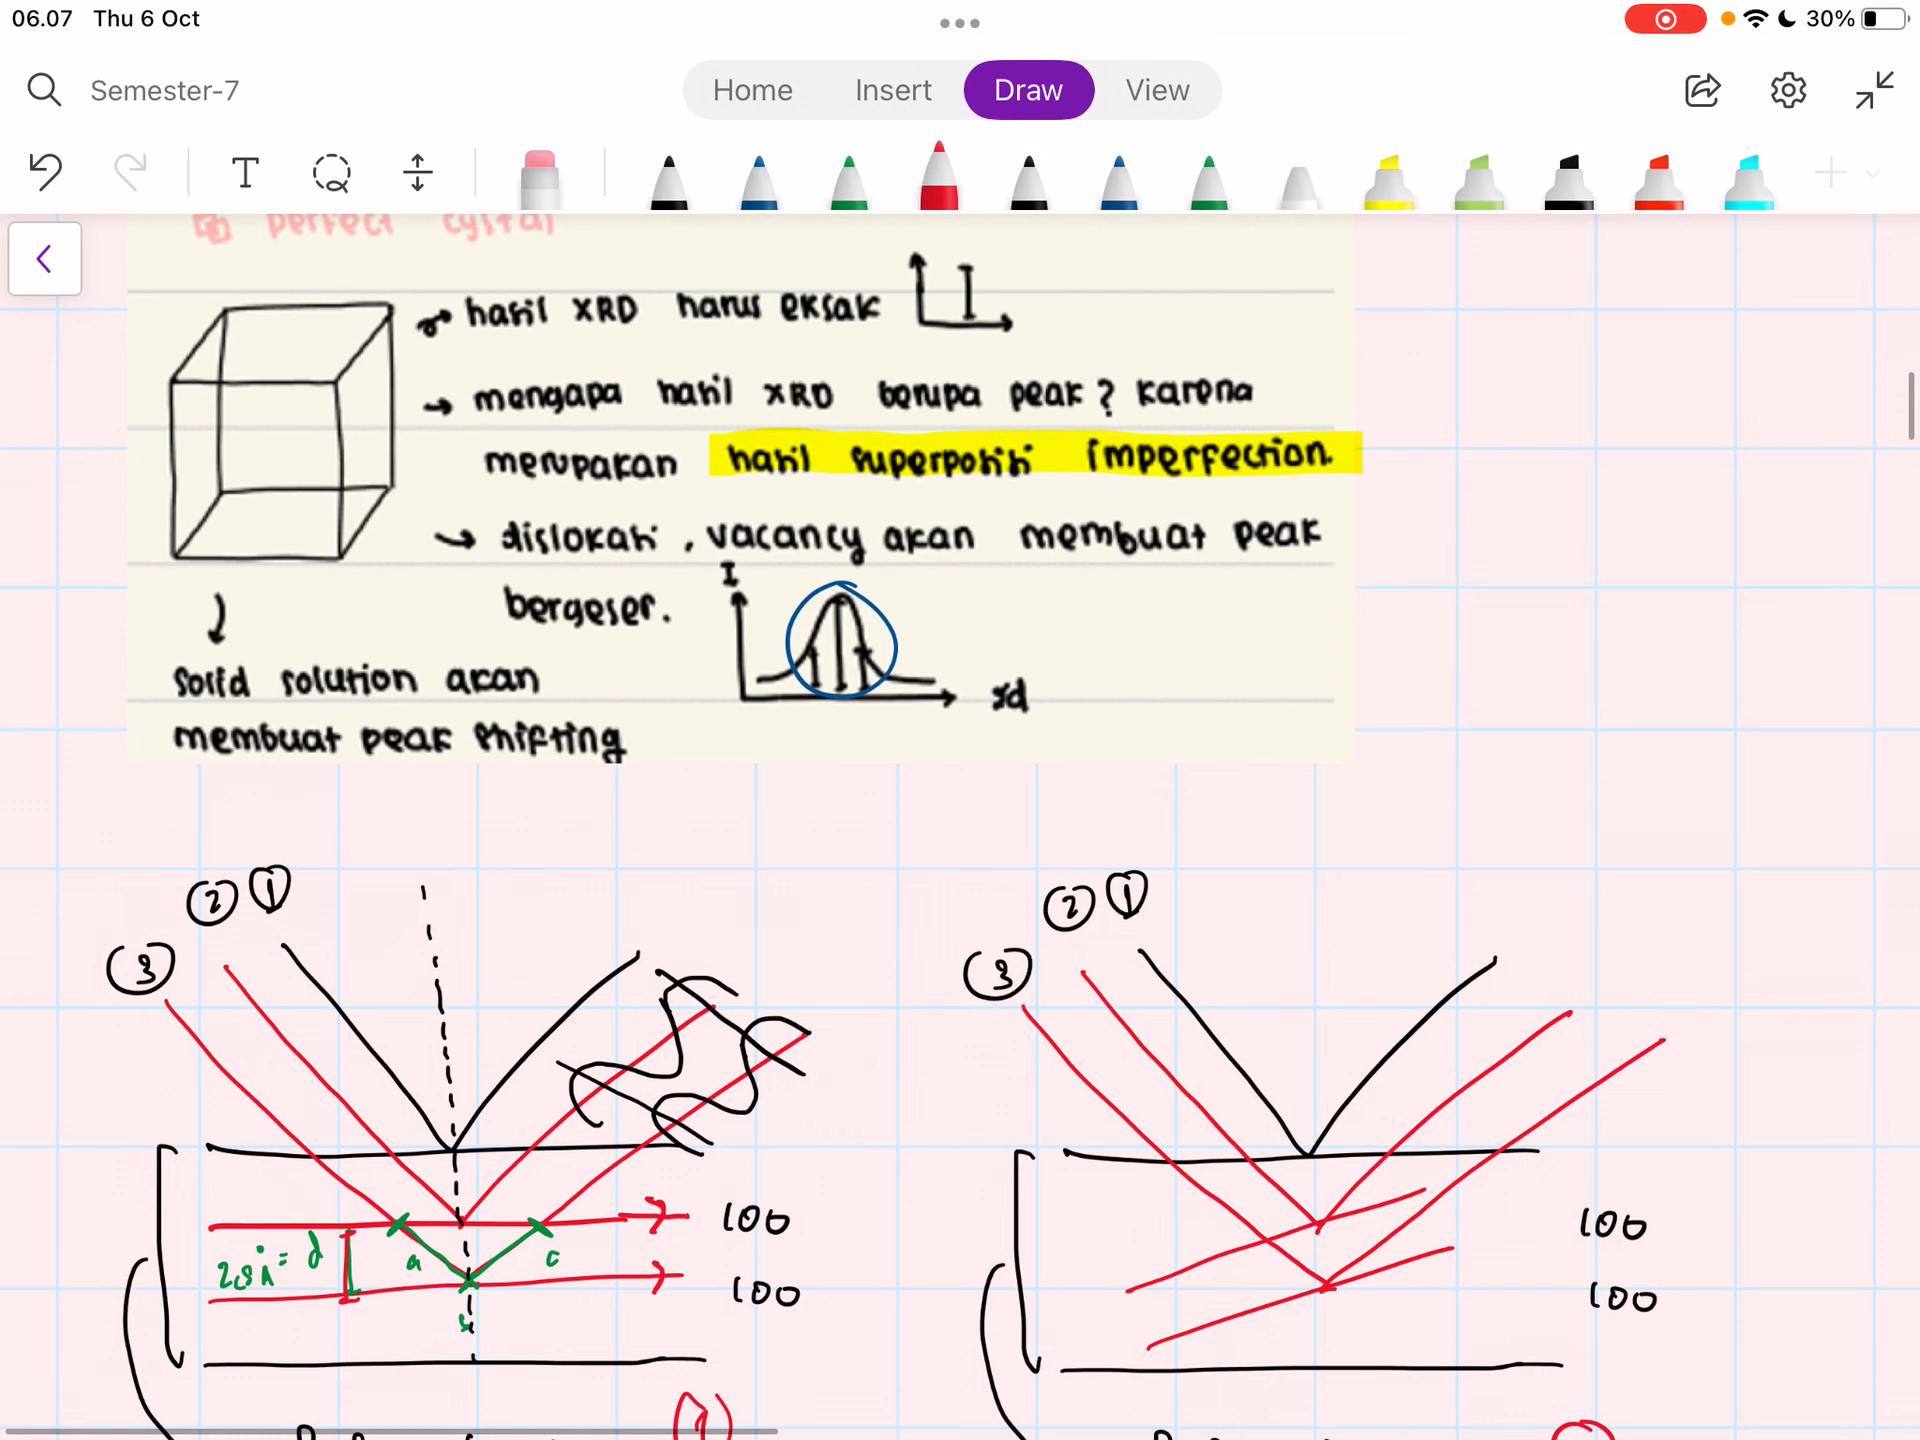 06.07 Thu 6 Oct
30%
Semester-7
Home Insert Draw View
T
perfect cystal
hasil XRD harus eksak
mengapa hasil XRD berupa peak? karena
merupakan hasil superposisi imperfection.
dislokasi, vacancy akan membuat peak
bergeser.
I
solid solution akan
membuat peak shifting
② ①
③
100
a
c
d
100
② ①
③
100
100